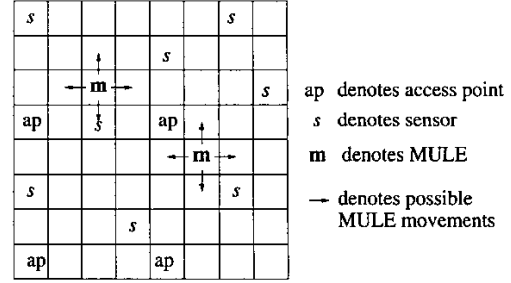 s s
s
m
s
ap s ap
m
s s
s
ap ap
ap denotes access point
s denotes sensor
m denotes MULE
→ denotes possible
MULE movements